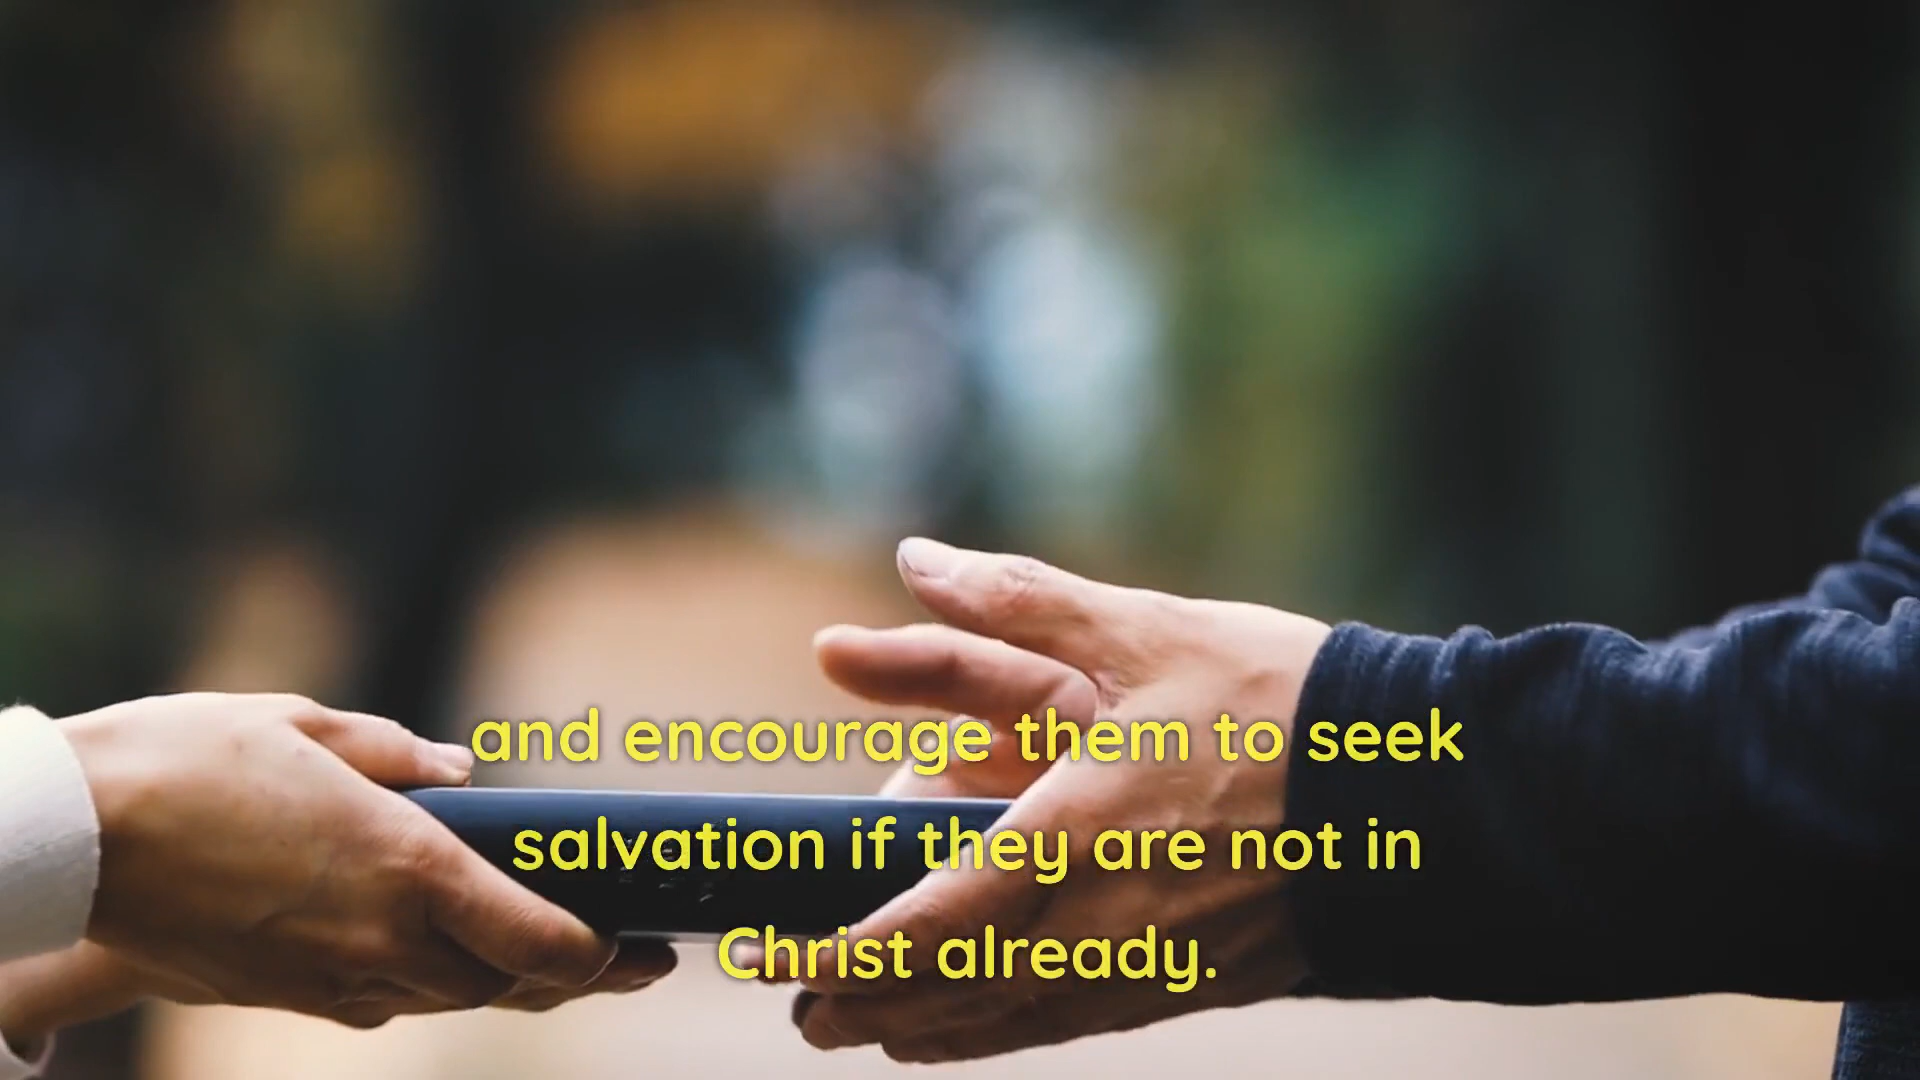 and encourage them to seek
salvation if they are not in
Christ already.